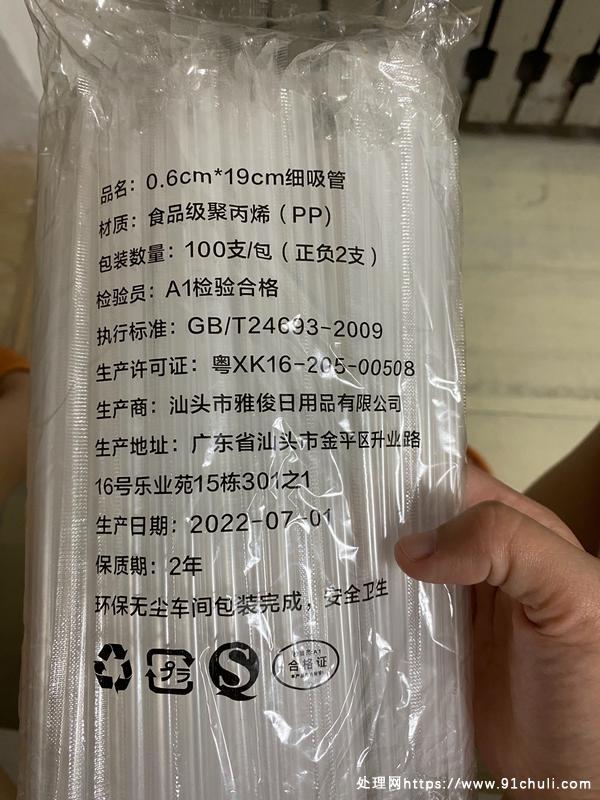 品名：0.6cm*19cm细吸管
材质：食品级聚丙烯（PP）
包装数量：100支/包（正负2支）
检验员：A1检验合格
执行标准：GB/T24693-2009
生产许可证：粤XK16-205-00508
生产商：汕头市雅俊日用品有限公司
生产地址：广东省汕头市金平区升业路
16号乐业苑15栋301之1
生产日期：2022-07-01
保质期：2年
环保无尘车间包装完成，安全卫生
合格证
处理网https://www.91chuli.com